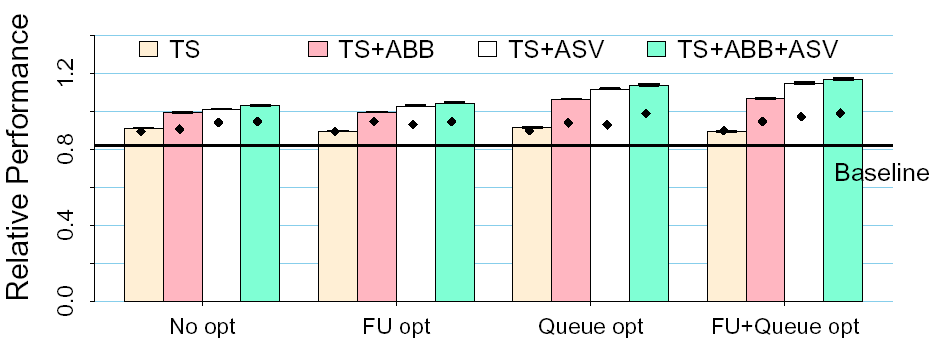 Relative Performance
TS TS+ABB TS+ASV TS+ABB+ASV
1.2
0.8
0.4
0.0
Baseline
No opt FU opt Queue opt FU+Queue opt